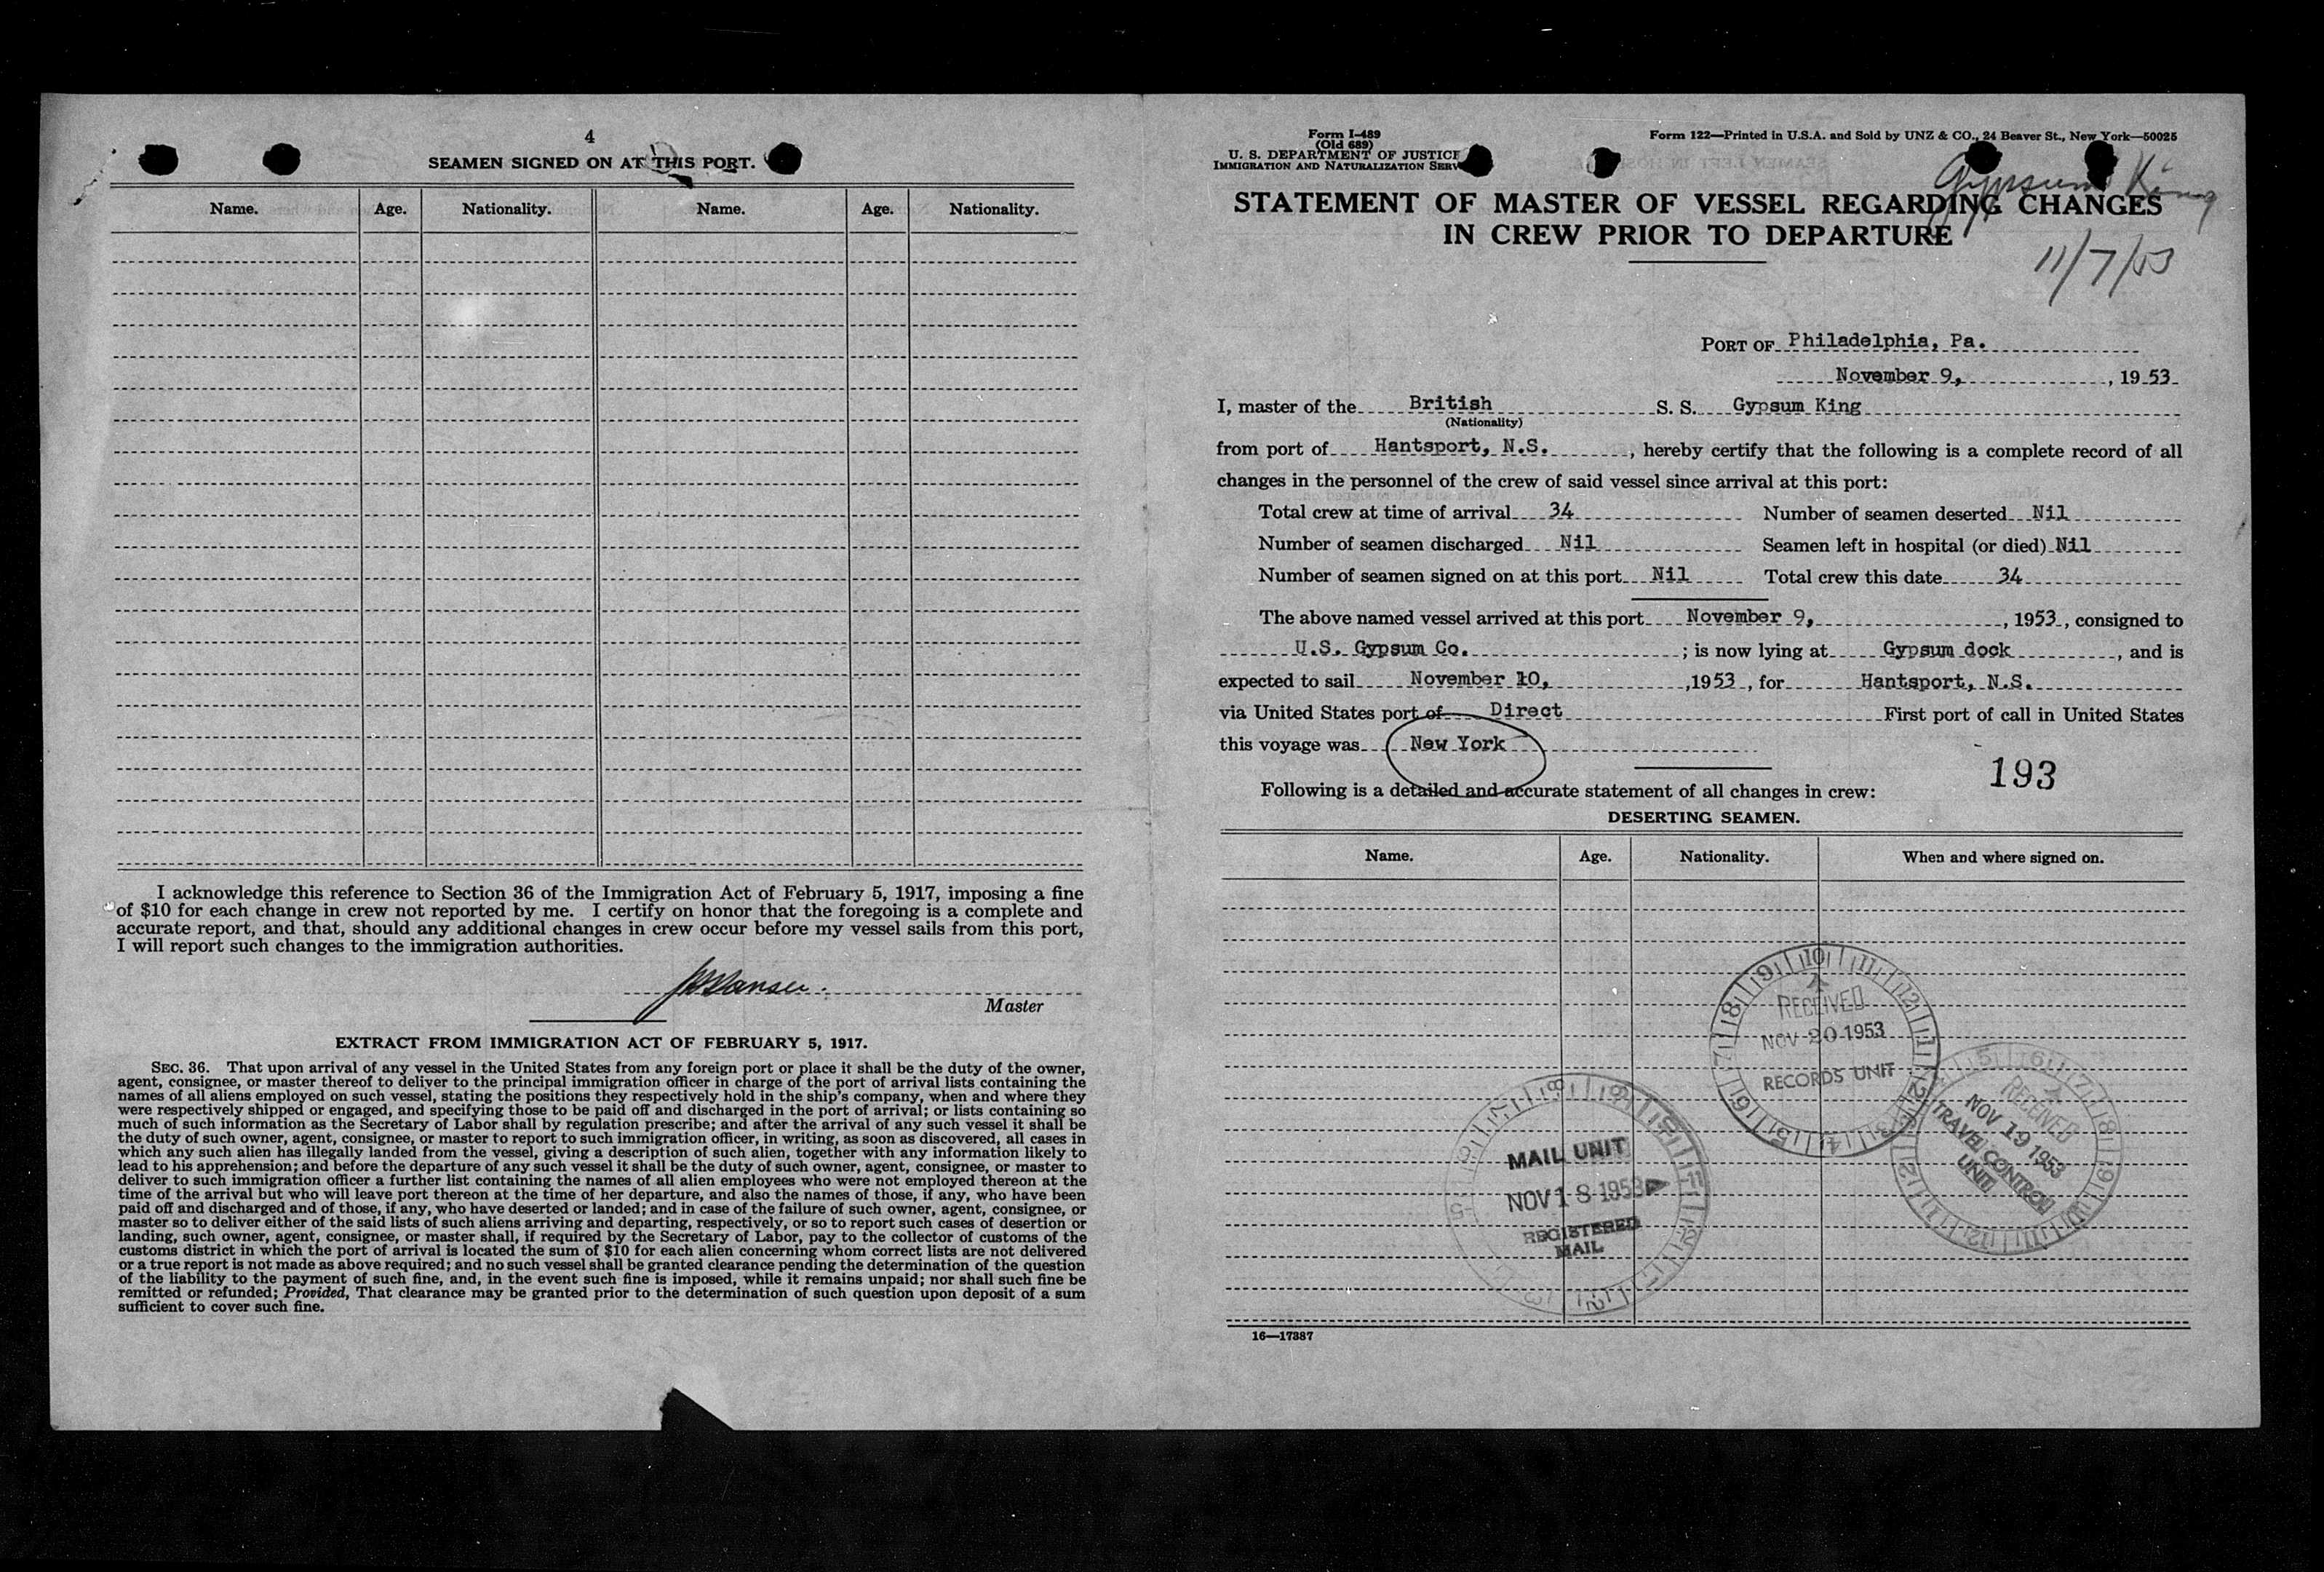 4
SEAMEN SIGNED ON AT THIS PORT.
Name. Age. Nationality. Name. Age. Nationality.
I acknowledge this reference to Section 36 of the Immigration Act of February 5, 1917, imposing a fine
of $10 for each change in crew not reported by me. I certify on honor that the foregoing is a complete and
accurate report, and that, should any additional changes in crew occur before my vessel sails from this port,
I will report such changes to the immigration authorities.
Master
EXTRACT FROM IMMIGRATION ACT OF FEBRUARY 5, 1917.
SEC. 36. That upon arrival of any vessel in the United States from any foreign port or place it shall be the duty of the owner,
agent, consignee, or master thereof to deliver to the principal immigration officer in charge of the port of arrival lists containing the
names of all aliens employed on such vessel, stating the positions they respectively hold in the ship's company, when and where they
were respectively shipped or engaged, and specifying those to be paid off and discharged in the port of arrival; or lists containing so
much of such information as the Secretary of Labor shall by regulation prescribe; and after the arrival of any such vessel it shall be
the duty of such owner, agent, consignee, or master to report to such immigration officer, in writing, as soon as discovered, all cases in
which any such alien has illegally landed from the vessel, giving a description of such alien, together with any information likely to
lead to his apprehension; and before the departure of any such vessel it shall be the duty of such owner, agent, consignee, or master to
deliver to such immigration officer a further list containing the names of all alien employees who were not employed thereon at the
time of the arrival but who will leave port thereon at the time of her departure, and also the names of those, if any, who have been
paid off and discharged and of those, if any, who have deserted or landed; and in case of the failure of such owner, agent, consignee, or
master so to deliver either of the said lists of such aliens arriving and departing, respectively, or so to report such cases of desertion or
landing, such owner, agent, consignee, or master shall, if required by the Secretary of Labor, pay to the collector of customs of the
customs district in which the port of arrival is located the sum of $10 for each alien concerning whom correct lists are not delivered
or a true report is not made as above required; and no such vessel shall be granted clearance pending the determination of the question
of the liability to the payment of such fine, and, in the event such fine is imposed, while it remains unpaid; nor shall such fine be
remitted or refunded; Provided, That clearance may be granted prior to the determination of such question upon deposit of a sum
sufficient to cover such fine.
Form I-489
(Old 689)
U. S. DEPARTMENT OF JUSTICE
IMMIGRATION AND NATURALIZATION SERV
Form 122—Printed in U.S.A. and Sold by UNZ & CO., 24 Beaver St., New York—50025
Gypsum King
STATEMENT OF MASTER OF VESSEL REGARDING CHANGES
IN CREW PRIOR TO DEPARTURE
11/7/53
PORT OF Philadelphia, Pa.
November 9, , 1953
I, master of the British S. S. Gypsum King
(Nationality)
from port of Hantsport, N.S. , hereby certify that the following is a complete record of all
changes in the personnel of the crew of said vessel since arrival at this port:
Total crew at time of arrival 34 Number of seamen deserted Nil
Number of seamen discharged Nil Seamen left in hospital (or died) Nil
Number of seamen signed on at this port Nil Total crew this date 34
The above named vessel arrived at this port November 9, , 1953, consigned to
U.S. Gypsum Co. ; is now lying at Gypsum dock , and is
expected to sail November 10, ,1953, for Hantsport, N.S.
via United States port of Direct First port of call in United States
this voyage was New York
193
Following is a detailed and accurate statement of all changes in crew:
DESERTING SEAMEN.
Name. Age. Nationality. When and where signed on.
RECEIVED
NOV 20 1953
RECORDS UNIT
RECEIVED
NOV 19 1953
TRAVEL CONTROL
UNIT
MAIL UNIT
NOV 18 1953
REGISTERED
MAIL
16—17387